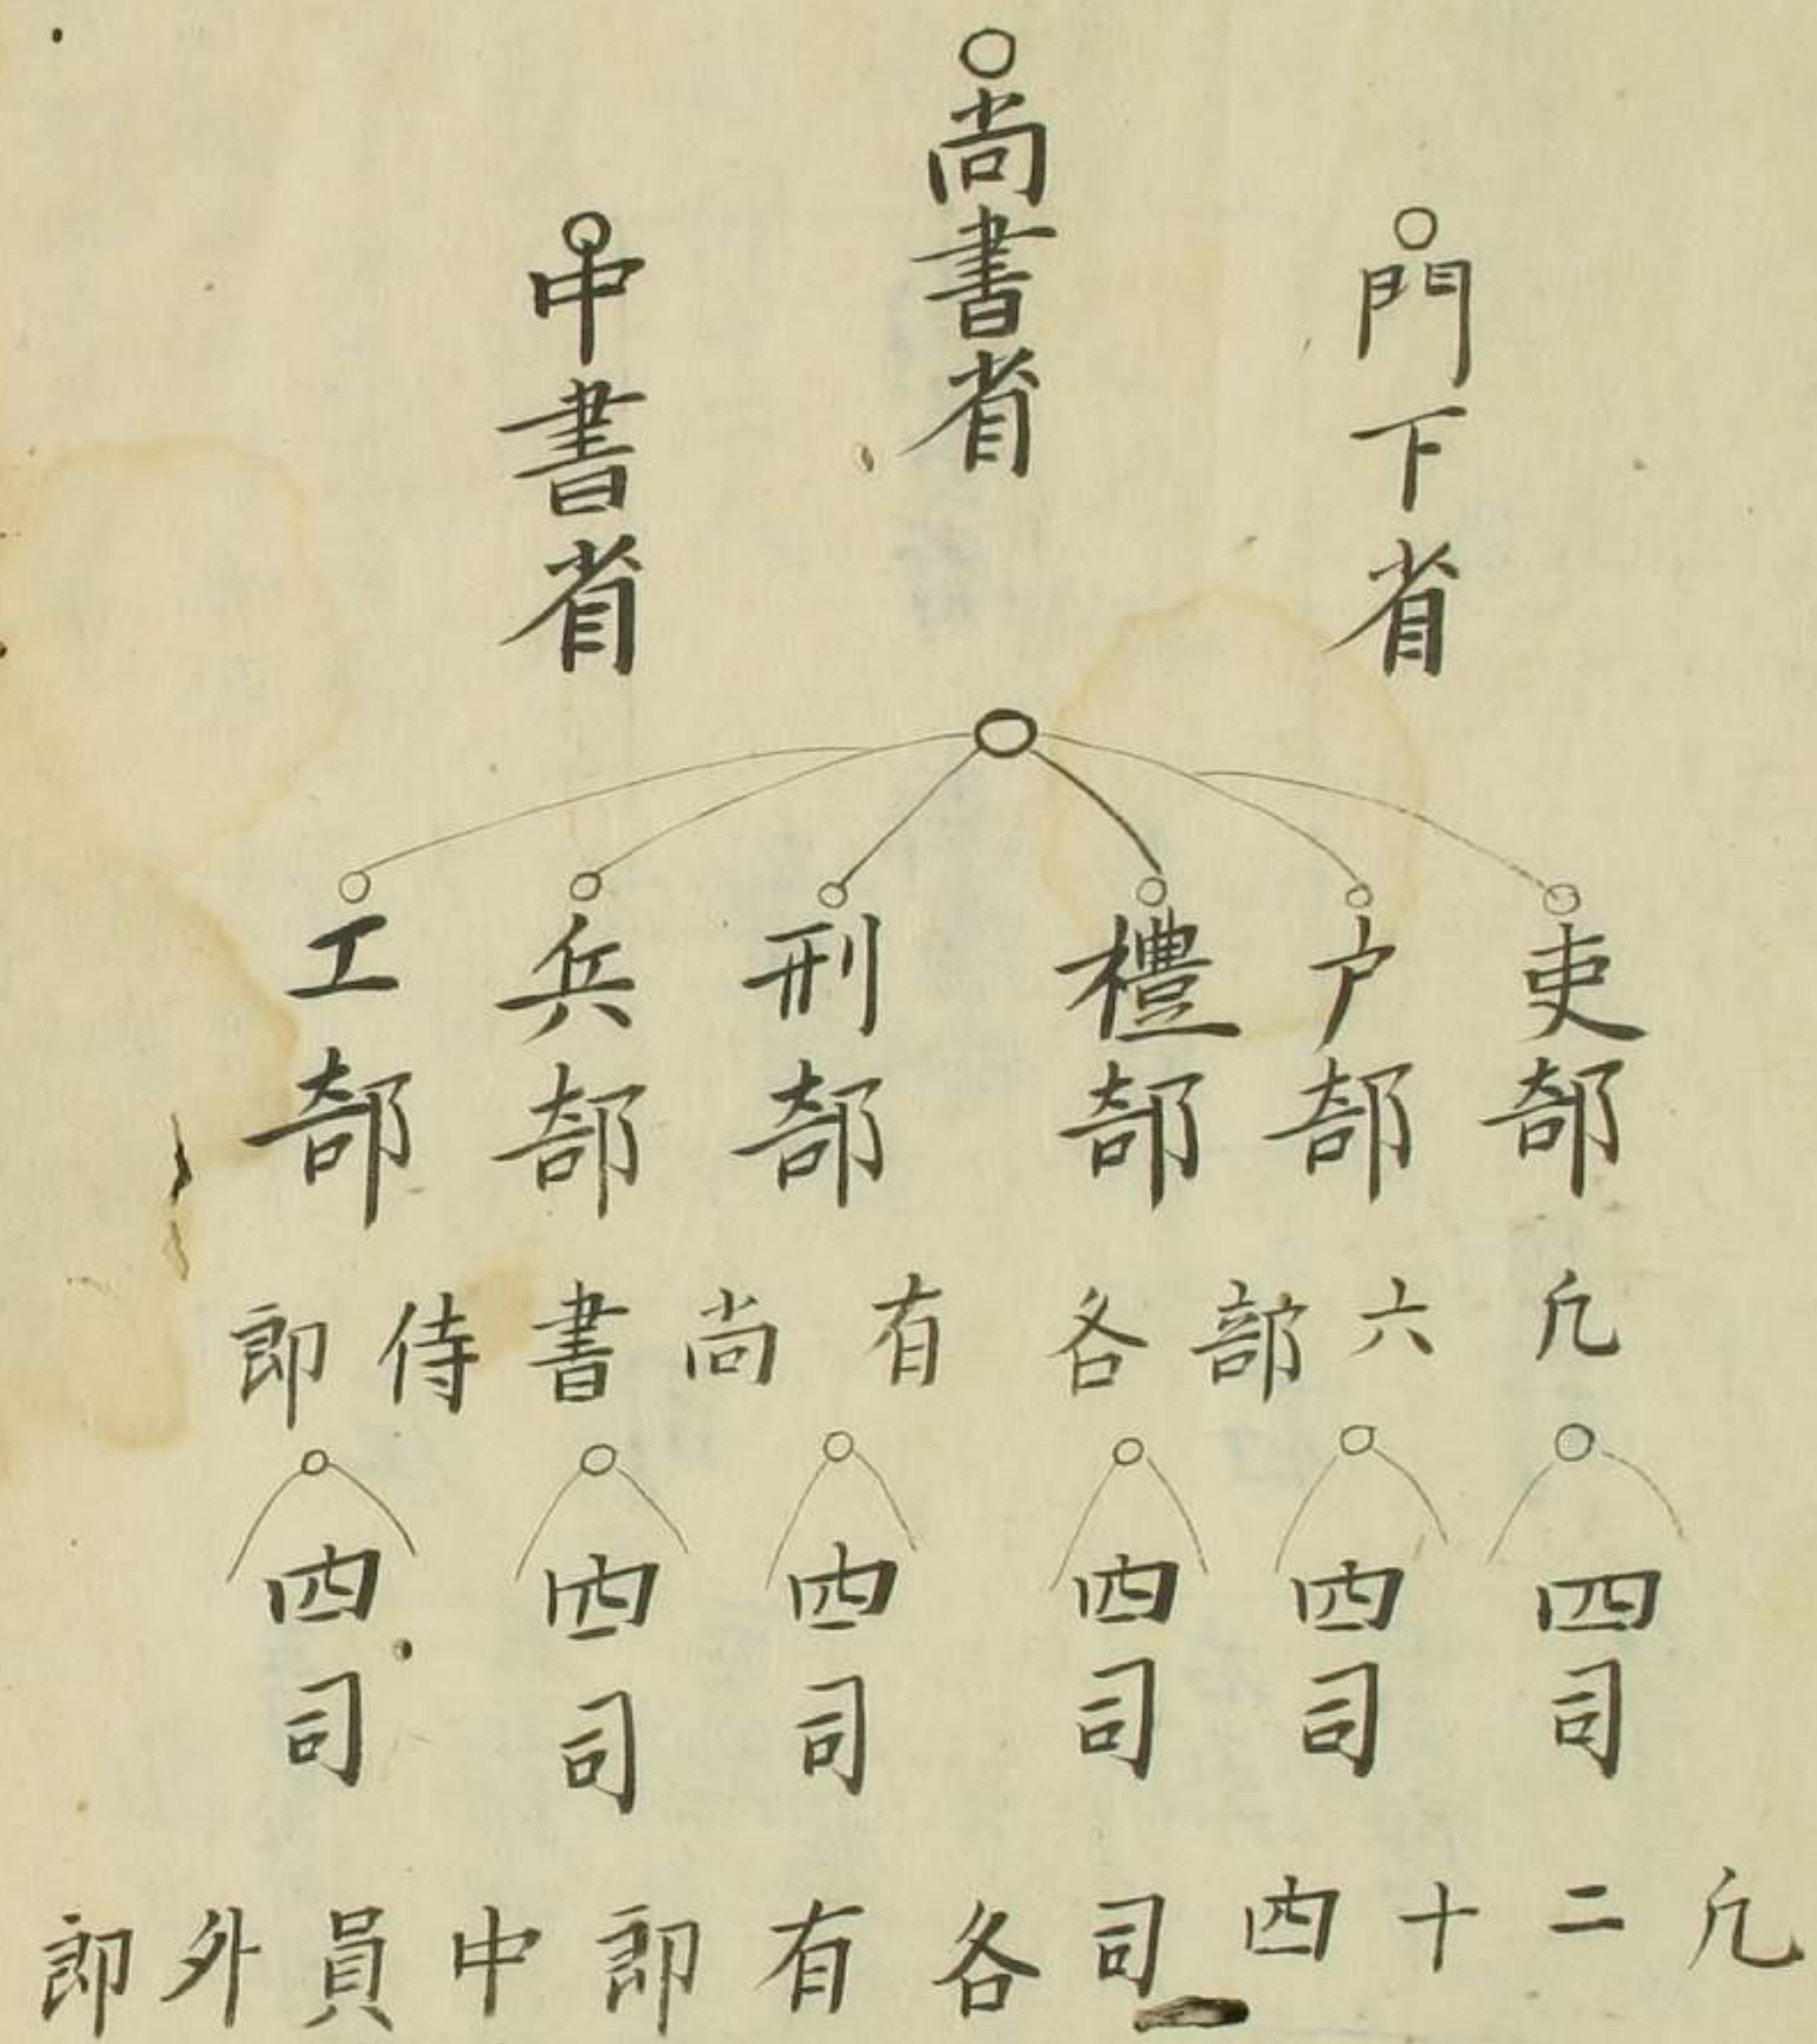 門下省
尚書省
中書省
吏部
户部
禮部
刑部
兵部
工部
凢六部各有尚書侍郎
四司
四司
四司
四司
四司
四司
凢二十四司各有郎中員外郎